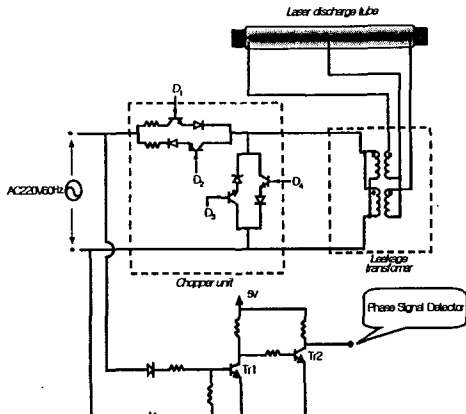 Laser discharge tube
D1
D2
D3
D4
AC220V60Hz
Chopper unit
Leakage
transformer
5V
Phase Signal Detector
Tr1
Tr2